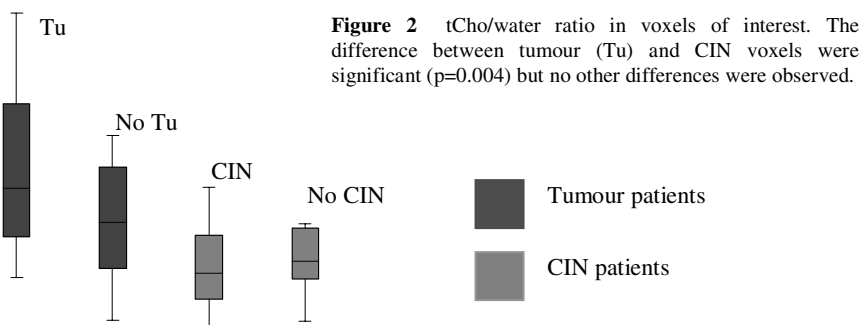 Figure 2 tCho/water ratio in voxels of interest. The
difference between tumour (Tu) and CIN voxels were
significant (p=0.004) but no other differences were observed.
Tu
No Tu
CIN
No CIN
Tumour patients
CIN patients